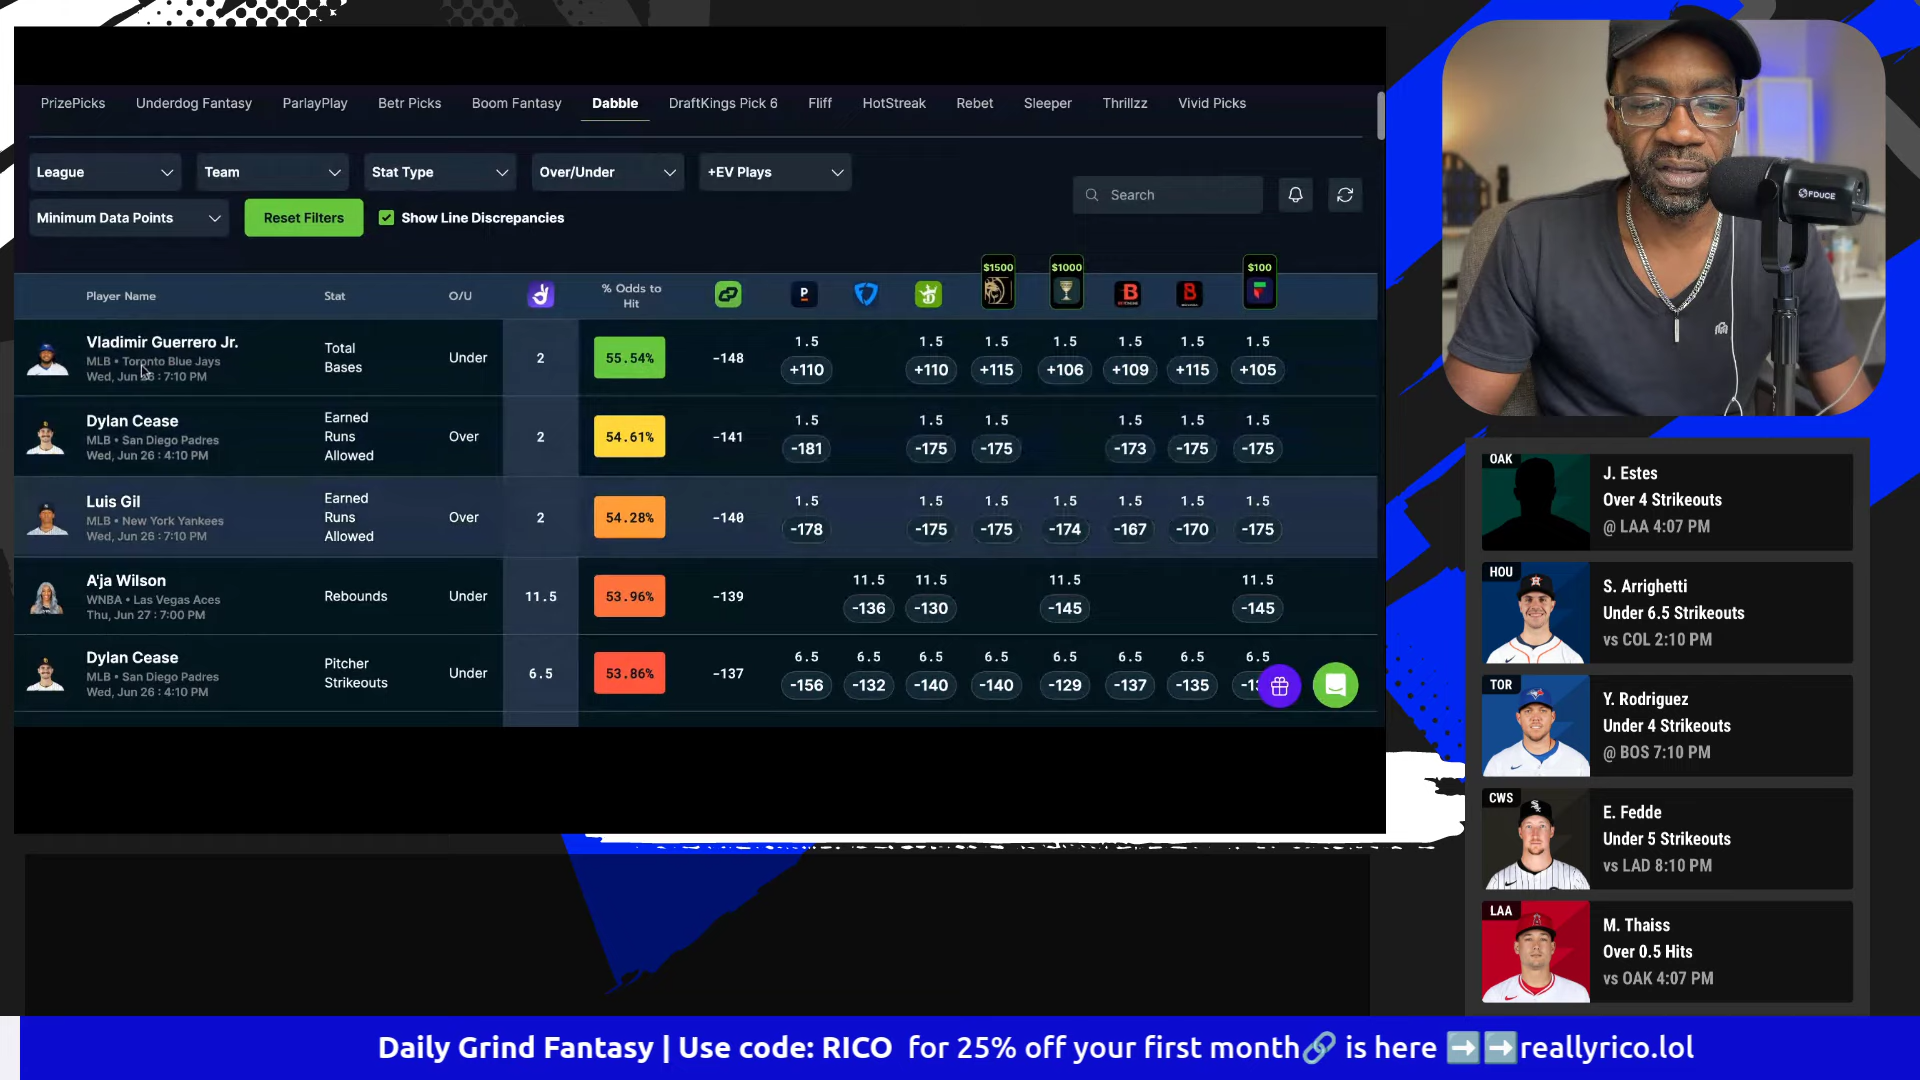 PrizePicks Underdog Fantasy ParlayPlay Betr Picks Boom Fantasy Dabble DraftKings Pick 6 Fliff HotStreak Rebet Sleeper Thrillzz Vivid Picks
League Team Stat Type Over/Under +EV Plays
Search
Minimum Data Points Reset Filters Show Line Discrepancies
$1500 $1000 $100
Player Name Stat O/U % Odds to
Hit
Vladimir Guerrero Jr.
MLB • Toronto Blue Jays
Wed, Jun 26 : 7:10 PM
Total
Bases
Under 2 55.54% -148
1.5 1.5 1.5 1.5 1.5 1.5 1.5
+110 +110 +115 +106 +109 +115 +105
Dylan Cease
MLB • San Diego Padres
Wed, Jun 26 : 4:10 PM
Earned
Runs
Allowed
Over 2 54.61% -141
1.5 1.5 1.5 1.5 1.5 1.5
-181 -175 -175 -173 -175 -175
Luis Gil
MLB • New York Yankees
Wed, Jun 26 : 7:10 PM
Earned
Runs
Allowed
Over 2 54.28% -140
1.5 1.5 1.5 1.5 1.5 1.5 1.5
-178 -175 -175 -174 -167 -170 -175
A'ja Wilson
WNBA • Las Vegas Aces
Thu, Jun 27 : 7:00 PM
Rebounds Under 11.5 53.96% -139
11.5 11.5 11.5 11.5
-136 -130 -145 -145
Dylan Cease
MLB • San Diego Padres
Wed, Jun 26 : 4:10 PM
Pitcher
Strikeouts
Under 6.5 53.86% -137
6.5 6.5 6.5 6.5 6.5 6.5 6.5 6.5
-156 -132 -140 -140 -129 -137 -135
FDUCE
OAK
J. Estes
Over 4 Strikeouts
@ LAA 4:07 PM
HOU
S. Arrighetti
Under 6.5 Strikeouts
vs COL 2:10 PM
TOR
Y. Rodriguez
Under 4 Strikeouts
@ BOS 7:10 PM
CWS
E. Fedde
Under 5 Strikeouts
vs LAD 8:10 PM
LAA
M. Thaiss
Over 0.5 Hits
vs OAK 4:07 PM
Daily Grind Fantasy | Use code: RICO for 25% off your first month🔗 is here ➡️➡️reallyrico.lol